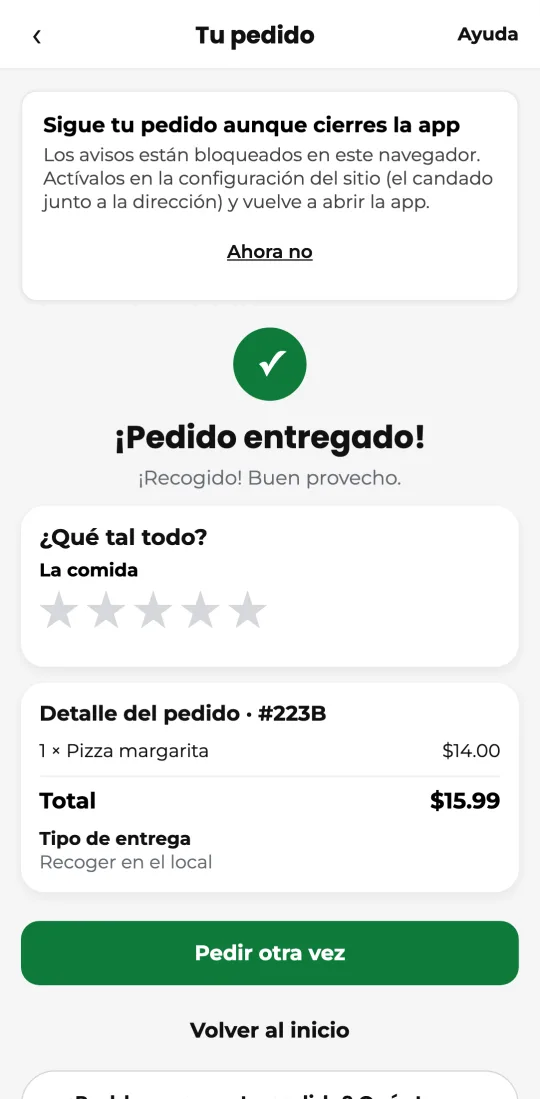 Tu pedido
Ayuda
Sigue tu pedido aunque cierres la app
Los avisos están bloqueados en este navegador.
Actívalos en la configuración del sitio (el candado
junto a la dirección) y vuelve a abrir la app.
Ahora no
¡Pedido entregado!
¡Recogido! Buen provecho.
¿Qué tal todo?
La comida
Detalle del pedido · #223B
1 × Pizza margarita
$14.00
Total
$15.99
Tipo de entrega
Recoger en el local
Pedir otra vez
Volver al inicio